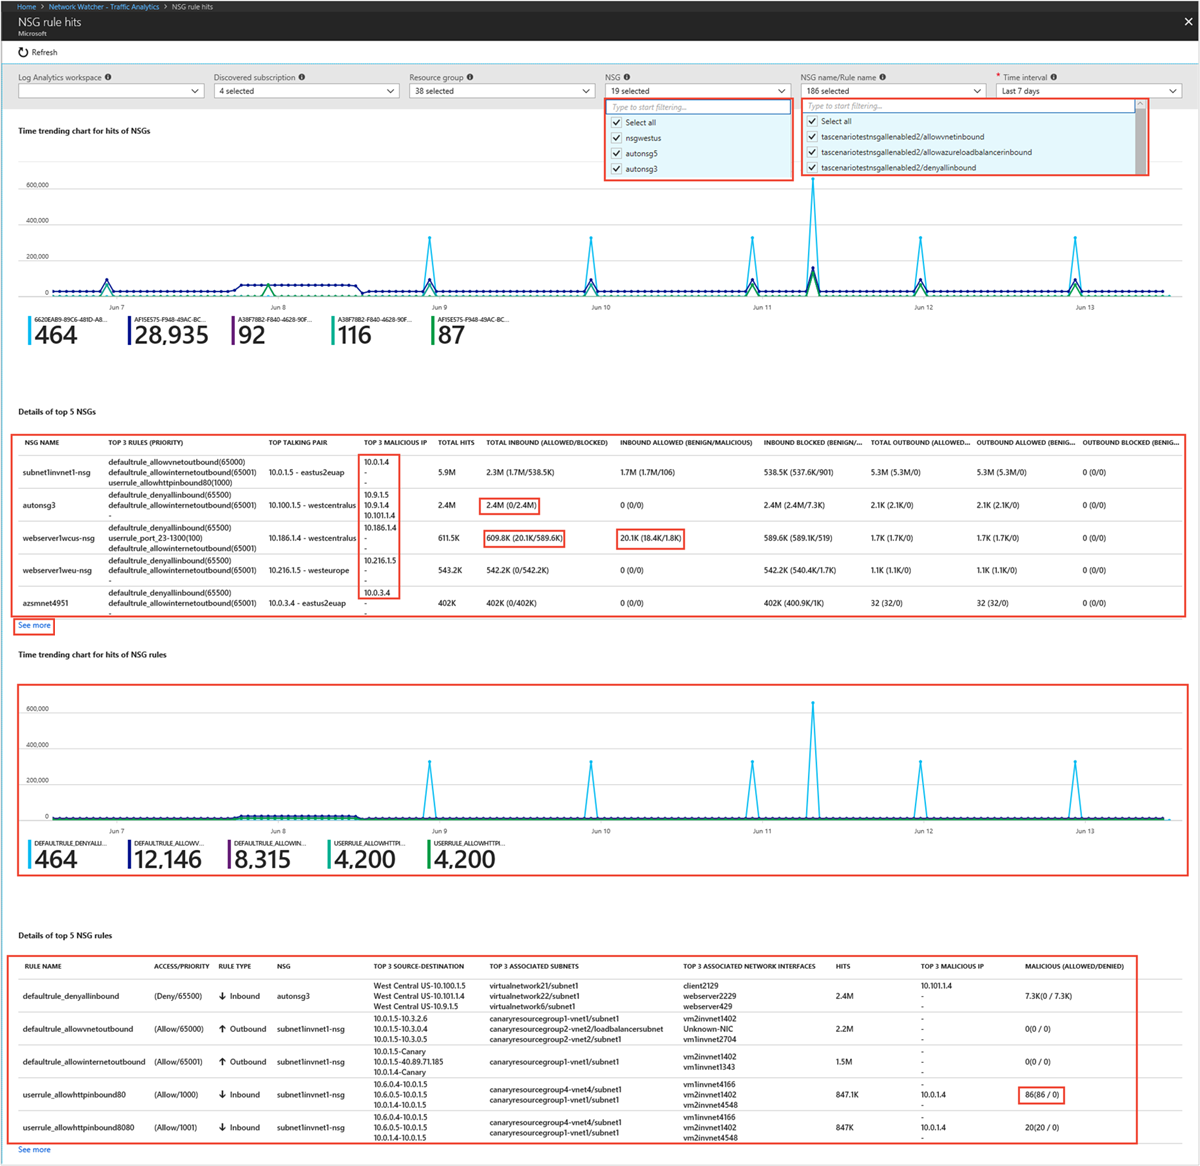 Home > Network Watcher - Traffic Analytics > NSG rule hits
NSG rule hits
Microsoft
Refresh
Log Analytics workspace Discovered subscription Resource group NSG NSG name/Rule name * Time interval
4 selected 38 selected 19 selected 186 selected Last 7 days
Type to start filtering... Type to start filtering...
Select all Select all
nsgwestus tascenariotestnsgallenabled2/allowvnetinbound
autonsg5 tascenariotestnsgallenabled2/allowazureloadbalancerinbound
autonsg3 tascenariotestnsgallenabled2/denyallinbound
Time trending chart for hits of NSGs
600,000
400,000
200,000
0
Jun 7 Jun 8 Jun 9 Jun 10 Jun 11 Jun 12 Jun 13
6620EAB9-89C6-481D-A8... AF15E575-F948-49AC-BC... A38F78B2-F840-4628-90F... A38F78B2-F840-4628-90F... AF15E575-F948-49AC-BC...
464 28,935 92 116 87
Details of top 5 NSGs
NSG NAME TOP 3 RULES (PRIORITY) TOP TALKING PAIR TOP 3 MALICIOUS IP TOTAL HITS TOTAL INBOUND (ALLOWED/BLOCKED) INBOUND ALLOWED (BENIGN/MALICIOUS) INBOUND BLOCKED (BENIGN/... TOTAL OUTBOUND (ALLOWED... OUTBOUND ALLOWED (BENIG... OUTBOUND BLOCKED (BENIG...
defaultrule_allowvnetoutbound(65000) 10.0.1.4
subnet1invnet1-nsg defaultrule_allowinternetoutbound(65001) 10.0.1.5 - eastus2euap - 5.9M 2.3M (1.7M/538.5K) 1.7M (1.7M/106) 538.5K (537.6K/901) 5.3M (5.3M/0) 5.3M (5.3M/0) 0 (0/0)
userrule_allowhttpinbound80(1000) -
defaultrule_denyallinbound(65500) 10.9.1.5
autonsg3 defaultrule_allowinternetoutbound(65001) 10.100.1.5 - westcentralus 10.9.1.4 2.4M 2.4M (0/2.4M) 0 (0/0) 2.4M (2.4M/7.3K) 2.1K (2.1K/0) 2.1K (2.1K/0) 0 (0/0)
- 10.101.1.4
defaultrule_denyallinbound(65500) 10.186.1.4
webserver1wcus-nsg userrule_port_23-1300(100) 10.186.1.4 - westcentralus - 611.5K 609.8K (20.1K/589.6K) 20.1K (18.4K/1.8K) 589.6K (589.1K/519) 1.7K (1.7K/0) 1.7K (1.7K/0) 0 (0/0)
defaultrule_allowinternetoutbound(65001) -
defaultrule_denyallinbound(65500) 10.216.1.5
webserver1weu-nsg defaultrule_allowinternetoutbound(65001) 10.216.1.5 - westeurope - 543.2K 542.2K (0/542.2K) 0 (0/0) 542.2K (540.4K/1.7K) 1.1K (1.1K/0) 1.1K (1.1K/0) 0 (0/0)
- -
defaultrule_denyallinbound(65500) 10.0.3.4
azsmnet4951 defaultrule_allowinternetoutbound(65001) 10.0.3.4 - eastus2euap - 402K 402K (0/402K) 0 (0/0) 402K (400.9K/1K) 32 (32/0) 32 (32/0) 0 (0/0)
- -
See more
Time trending chart for hits of NSG rules
600,000
400,000
200,000
0
Jun 7 Jun 8 Jun 9 Jun 10 Jun 11 Jun 12 Jun 13
DEFAULTRULE_DENYALLI... DEFAULTRULE_ALLOWV... DEFAULTRULE_ALLOWIN... USERRULE_ALLOWHTTPI... USERRULE_ALLOWHTTPI...
464 12,146 8,315 4,200 4,200
Details of top 5 NSG rules
RULE NAME ACCESS/PRIORITY RULE TYPE NSG TOP 3 SOURCE-DESTINATION TOP 3 ASSOCIATED SUBNETS TOP 3 ASSOCIATED NETWORK INTERFACES HITS TOP 3 MALICIOUS IP MALICIOUS (ALLOWED/DENIED)
West Central US-10.100.1.5 virtualnetwork21/subnet1 client2129 10.101.1.4
defaultrule_denyallinbound (Deny/65500) Inbound autonsg3 West Central US-10.101.1.4 virtualnetwork22/subnet1 webserver2229 2.4M - 7.3K(0 / 7.3K)
West Central US-10.9.1.5 virtualnetwork6/subnet1 webserver429 -
10.0.1.5-10.3.2.6 canaryresourcegroup1-vnet1/subnet1 vm2invnet1402 -
defaultrule_allowvnetoutbound (Allow/65000) Outbound subnet1invnet1-nsg 10.0.1.5-10.3.0.4 canaryresourcegroup2-vnet2/loadbalancersubnet Unknown-NIC 2.2M - 0(0 / 0)
10.0.1.5-10.3.0.5 canaryresourcegroup2-vnet2/subnet1 vm1invnet2704 -
10.0.1.5-Canary -
defaultrule_allowinternetoutbound (Allow/65001) Outbound subnet1invnet1-nsg 10.0.1.5-40.89.71.185 canaryresourcegroup1-vnet1/subnet1 vm2invnet1402 vm1invnet1343 1.5M - 0(0 / 0)
10.0.1.4-Canary -
10.6.0.4-10.0.1.5 vm1invnet4166 -
userrule_allowhttpinbound80 (Allow/1000) Inbound subnet1invnet1-nsg 10.6.0.5-10.0.1.5 canaryresourcegroup4-vnet4/subnet1 canaryresourcegroup1-vnet1/subnet1 vm2invnet1402 847.1K 10.0.1.4 86(86 / 0)
10.0.1.4-10.0.1.5 vm2invnet4548 -
10.6.0.4-10.0.1.5 vm1invnet4166 -
userrule_allowhttpinbound8080 (Allow/1001) Inbound subnet1invnet1-nsg 10.6.0.5-10.0.1.5 canaryresourcegroup4-vnet4/subnet1 canaryresourcegroup1-vnet1/subnet1 vm2invnet1402 847K 10.0.1.4 20(20 / 0)
10.0.1.4-10.0.1.5 vm2invnet4548 -
See more